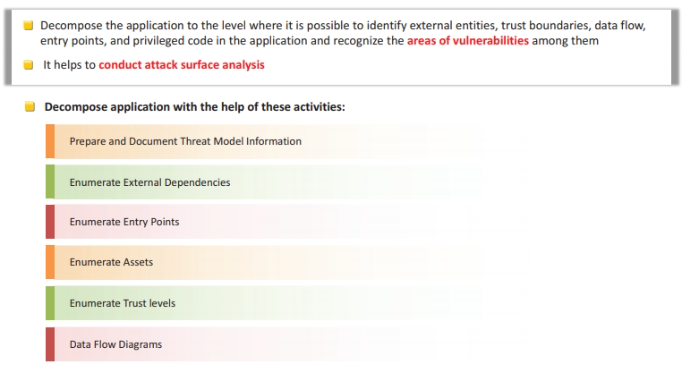 Decompose the application to the level where it is possible to identify external entities, trust boundaries, data flow,
entry points, and privileged code in the application and recognize the areas of vulnerabilities among them
It helps to conduct attack surface analysis
Decompose application with the help of these activities:
Prepare and Document Threat Model Information
Enumerate External Dependencies
Enumerate Entry Points
Enumerate Assets
Enumerate Trust levels
Data Flow Diagrams